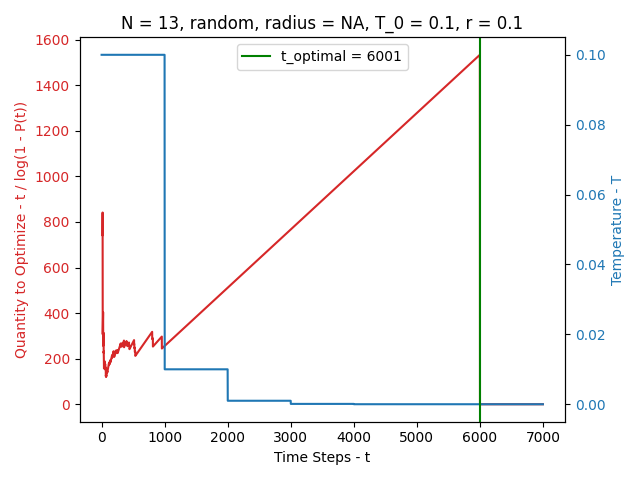 N = 13, random, radius = NA, T_0 = 0.1, r = 0.1
t_optimal = 6001
Quantity to Optimize - t / log(1 - P(t))
1600
1400
1200
1000
800
600
400
200
0
0.10
0.08
0.06
0.04
0.02
0.00
Temperature - T
0 1000 2000 3000 4000 5000 6000 7000
Time Steps - t